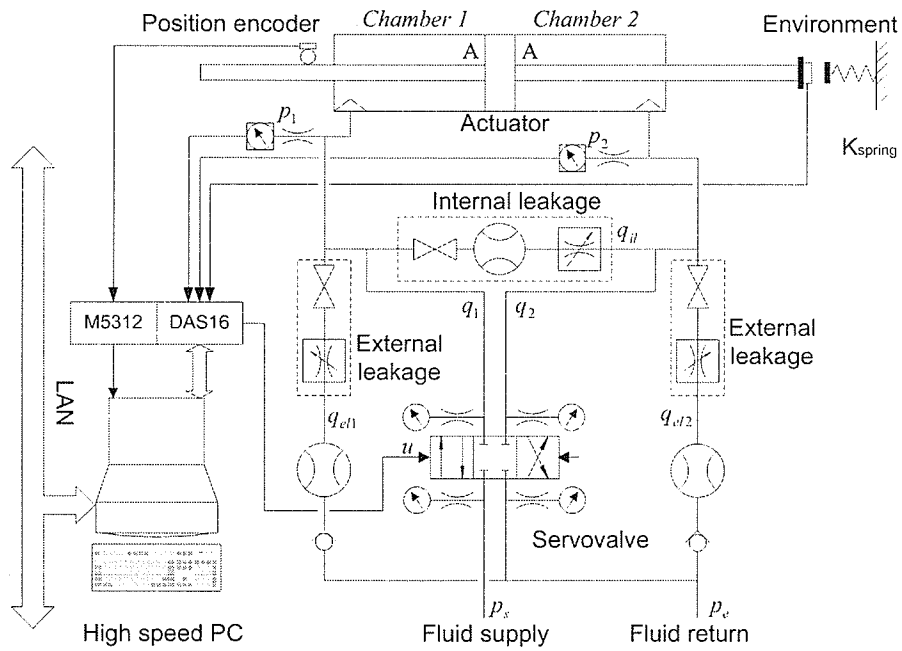 Position encoder
Chamber 1
Chamber 2
Environment
A
A
p1
Actuator
p2
Kspring
Internal leakage
qil
q1
q2
M5312
DAS16
External
leakage
External
leakage
LAN
qel1
qel2
u
Servovalve
ps
pe
High speed PC
Fluid supply
Fluid return